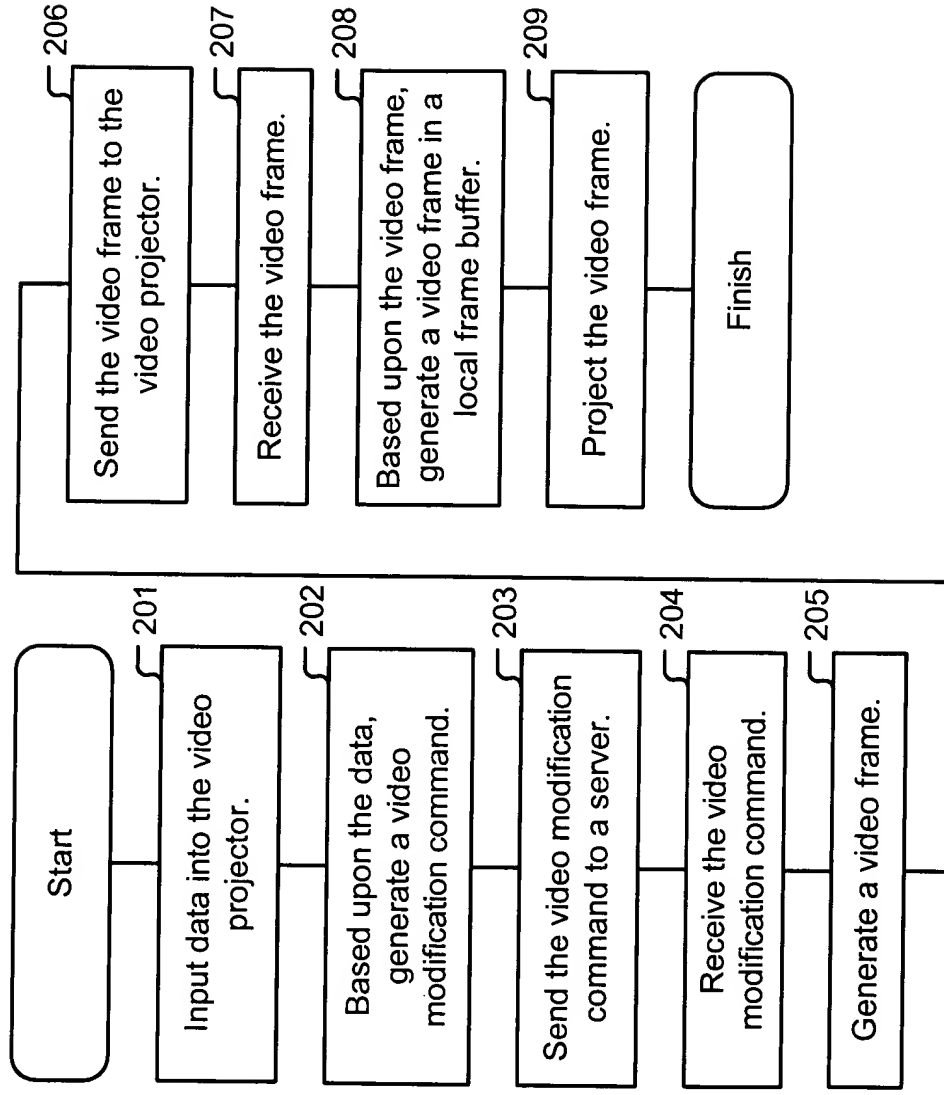 Start
201
Input data into the video
projector.
202
Based upon the data,
generate a video
modification command.
203
Send the video modification
command to a server.
204
Receive the video
modification command.
205
Generate a video frame.
206
Send the video frame to the
video projector.
207
Receive the video frame.
208
Based upon the video frame,
generate a video frame in a
local frame buffer.
209
Project the video frame.
Finish